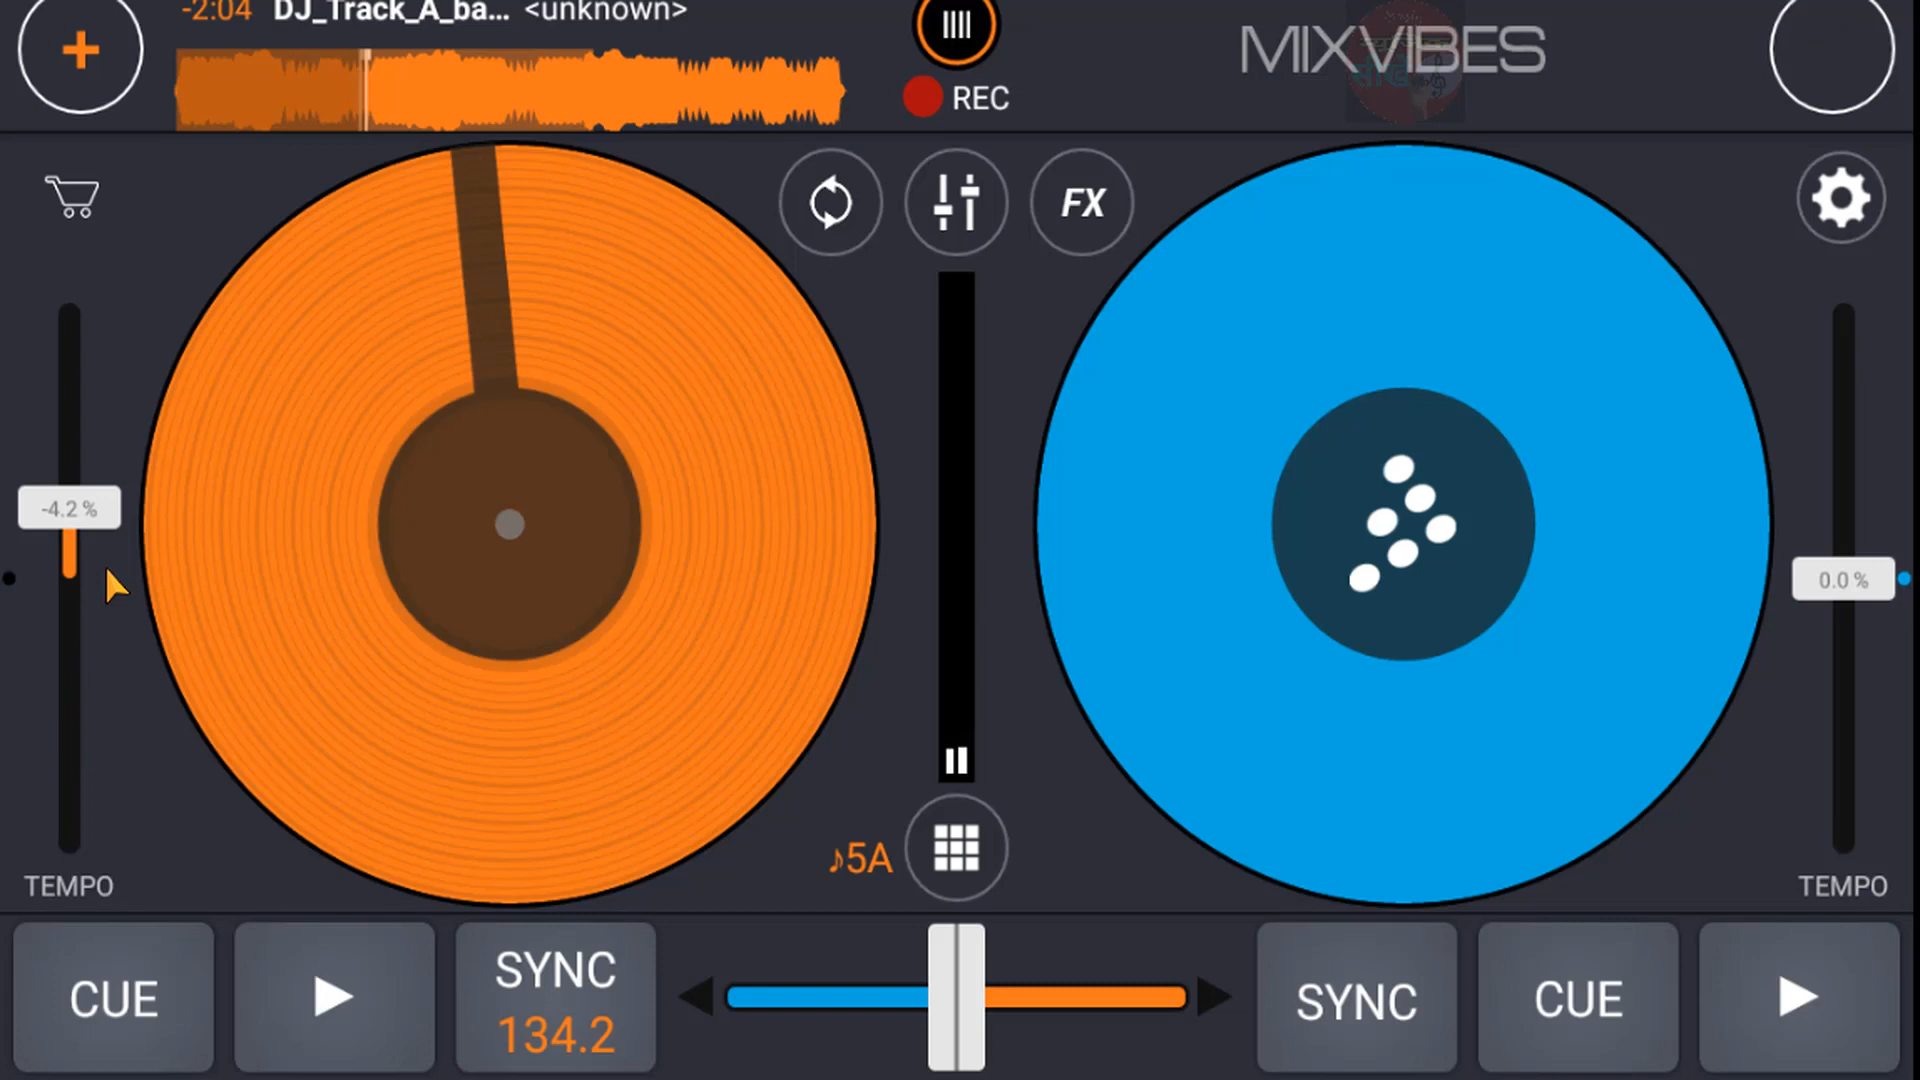 -2:04 DJ_Track_A_ba... <unknown>
REC
MIXVIBES
FX
-4.2 %
0.0 %
♪5A
TEMPO
TEMPO
CUE
SYNC
134.2
SYNC
CUE